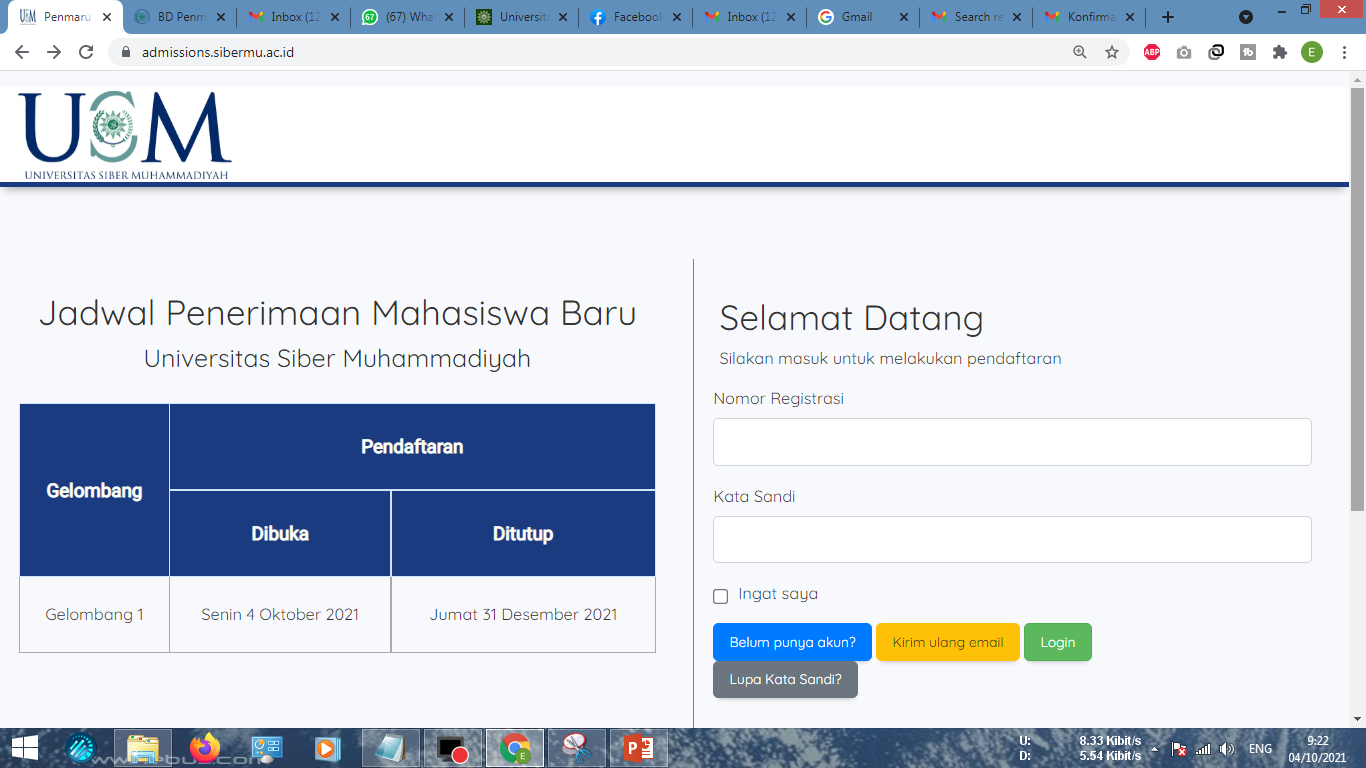 Penmaru
BD Penm
Inbox (12
(67) Wha
Universit
Facebook
Inbox (12
Gmail
Search re
Konfirma
admissions.sibermu.ac.id
ABP
E
UCM
UNIVERSITAS SIBER MUHAMMADIYAH
Jadwal Penerimaan Mahasiswa Baru
Universitas Siber Muhammadiyah
Gelombang
Pendaftaran
Dibuka
Ditutup
Gelombang 1
Senin 4 Oktober 2021
Jumat 31 Desember 2021
Selamat Datang
Silakan masuk untuk melakukan pendaftaran
Nomor Registrasi
Kata Sandi
Ingat saya
Belum punya akun?
Kirim ulang email
Login
Lupa Kata Sandi?
U: 8.33 Kibit/s
D: 5.54 Kibit/s
ENG
9:22
04/10/2021